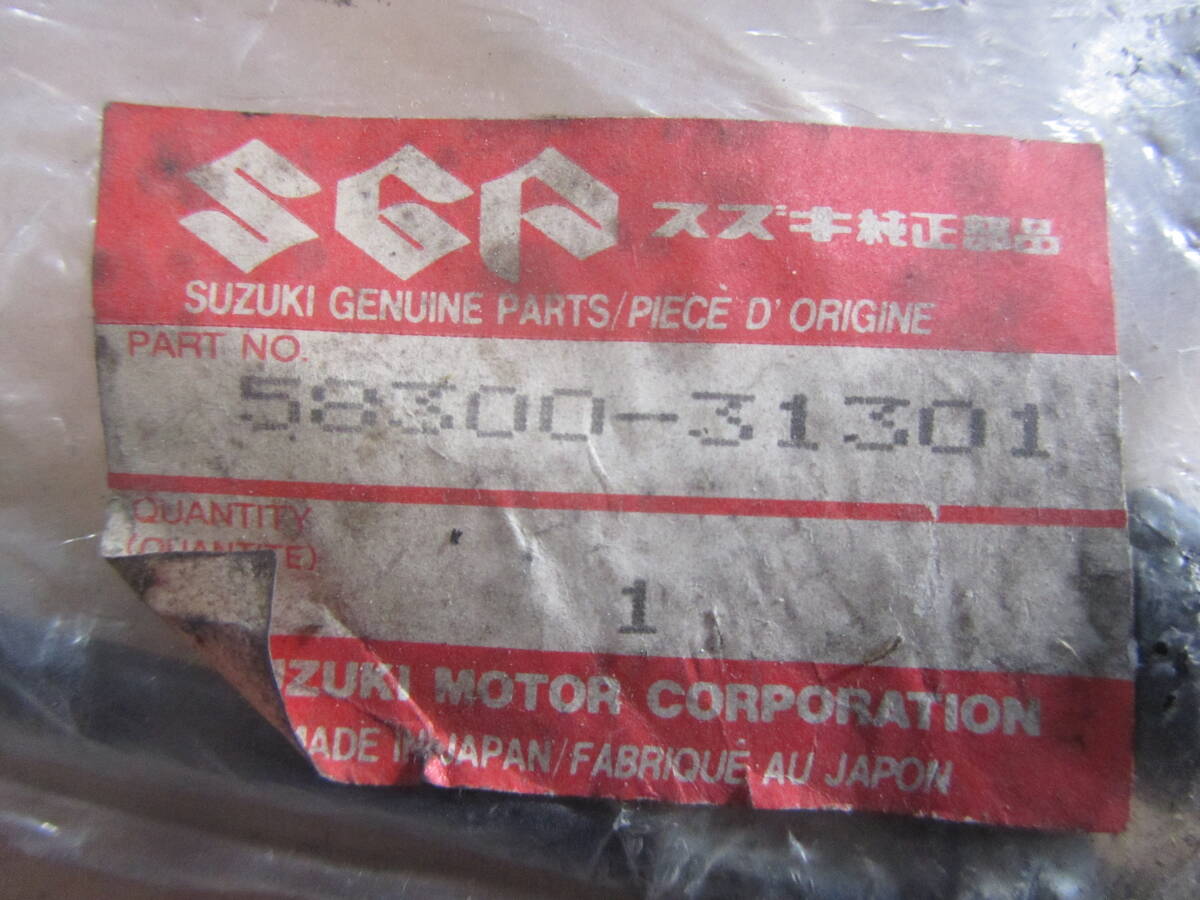 SGP スズキ純正部品
SUZUKI GENUINE PARTS/PIECE D' ORIGINE
PART NO.
58300-31301
QUANTITY
(QUANTITE)
1
ZUKI MOTOR CORPORATION
MADE IN JAPAN/FABRIQUÉ AU JAPON